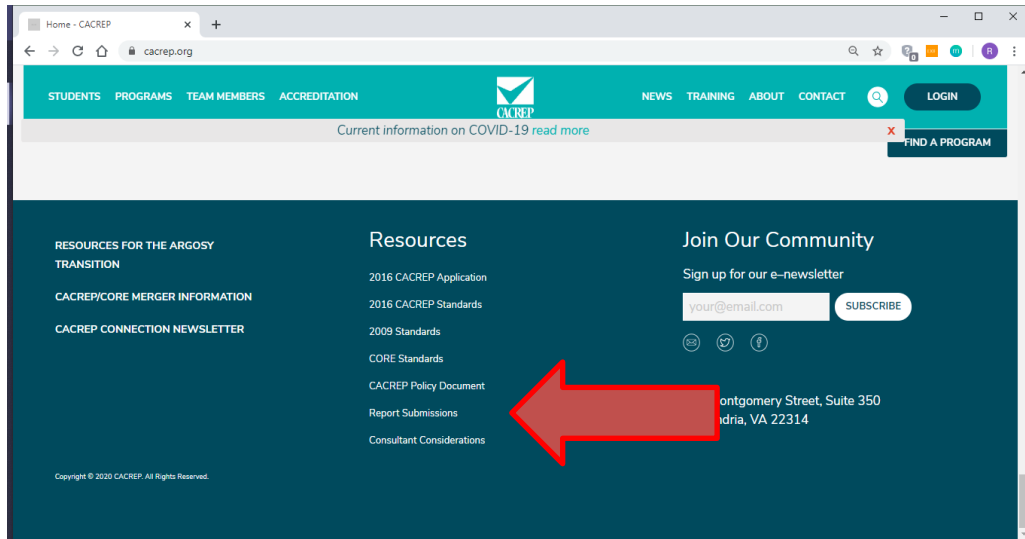 Home - CACREP
cacrep.org
STUDENTS PROGRAMS TEAM MEMBERS ACCREDITATION
CACREP
NEWS TRAINING ABOUT CONTACT
LOGIN
Current information on COVID-19 read more
X
FIND A PROGRAM
RESOURCES FOR THE ARGOSY
TRANSITION
CACREP/CORE MERGER INFORMATION
CACREP CONNECTION NEWSLETTER
Resources
2016 CACREP Application
2016 CACREP Standards
2009 Standards
CORE Standards
CACREP Policy Document
Report Submissions
Consultant Considerations
Join Our Community
Sign up for our e-newsletter
your@email.com
SUBSCRIBE
Street, Suite 350
VA 22314
Copyright © 2020 CACREP. All Rights Reserved.